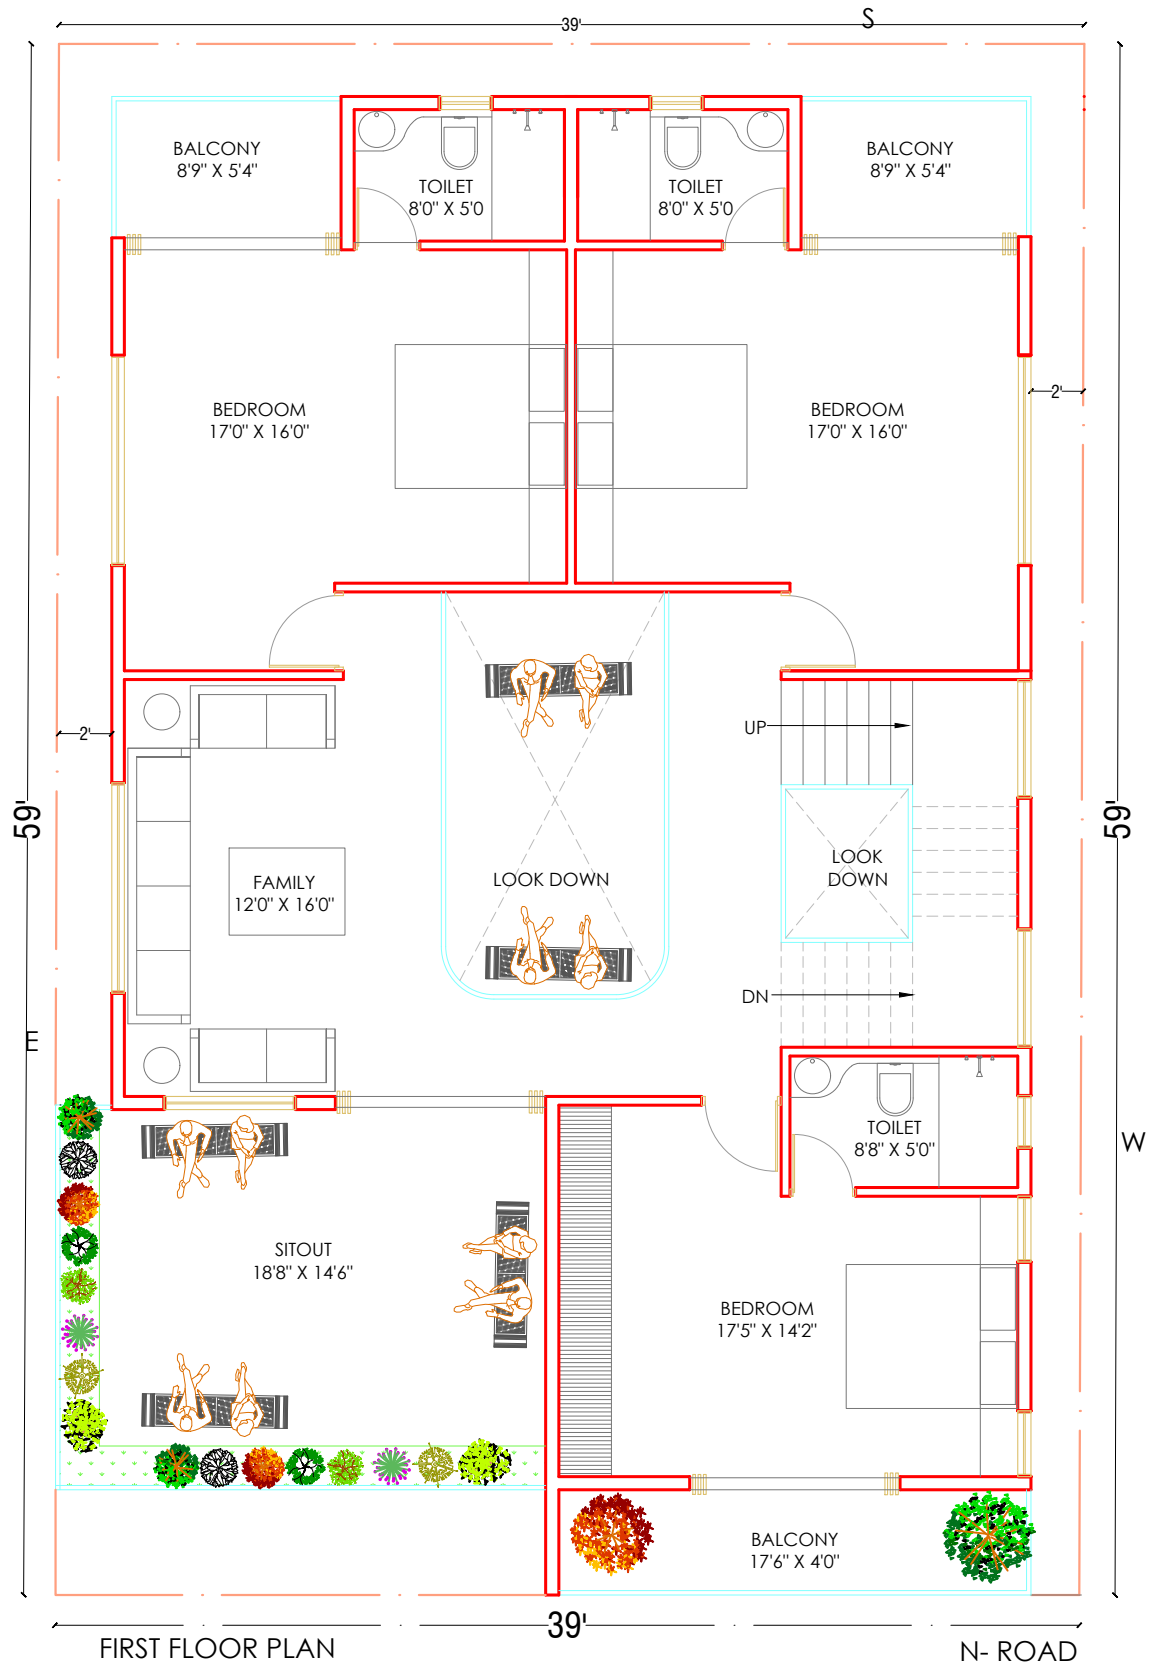 S
39'
BALCONY
8'9" X 5'4"
TOILET
8'0" X 5'0
TOILET
8'0" X 5'0
BALCONY
8'9" X 5'4"
BEDROOM
17'0" X 16'0"
BEDROOM
17'0" X 16'0"
2'
2'
UP
59'
59'
LOOK
DOWN
LOOK DOWN
FAMILY
12'0" X 16'0"
DN
E
TOILET
8'8" X 5'0"
W
SITOUT
18'8" X 14'6"
BEDROOM
17'5" X 14'2"
BALCONY
17'6" X 4'0"
39'
FIRST FLOOR PLAN
N- ROAD